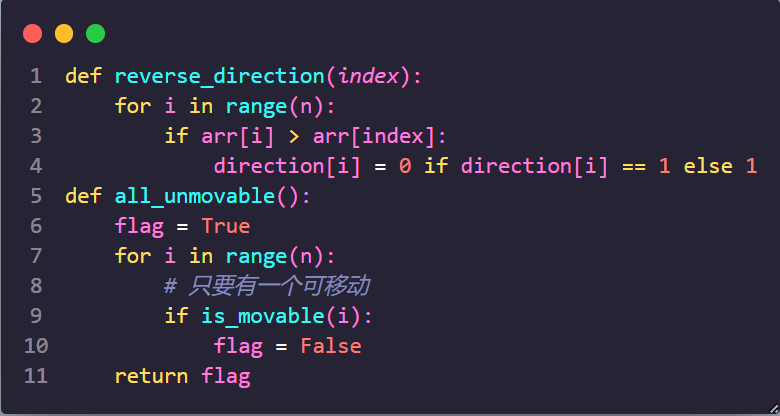 1 def reverse_direction(index):
2     for i in range(n):
3         if arr[i] > arr[index]:
4             direction[i] = 0 if direction[i] == 1 else 1
5 def all_unmovable():
6     flag = True
7     for i in range(n):
8         # 只要有一个可移动
9         if is_movable(i):
10             flag = False
11     return flag